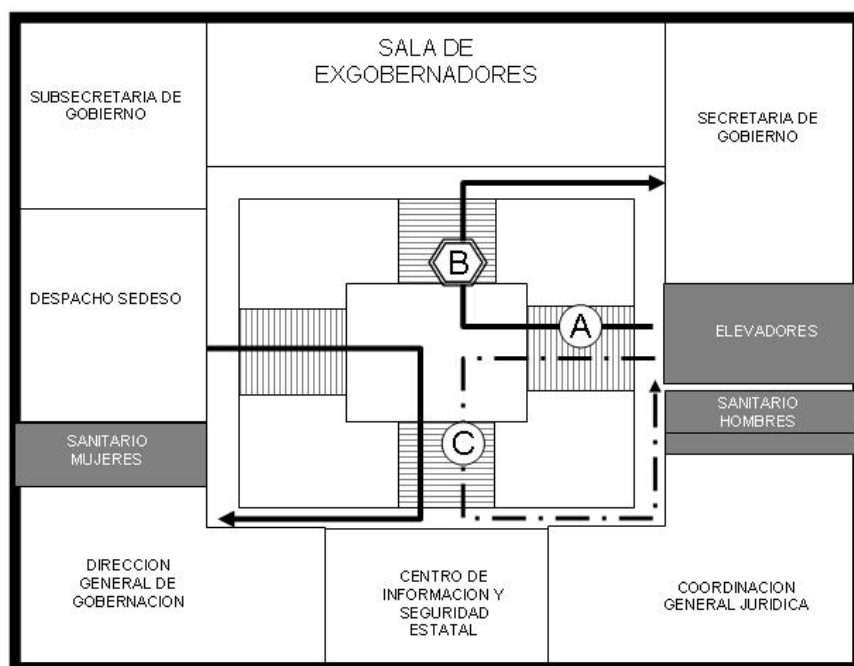 SALA DE
EXGOBERNADORES
SUBSECRETARIA DE
GOBIERNO
SECRETARIA DE
GOBIERNO
B
DESPACHO SEDESO
A
ELEVADORES
SANITARIO
HOMBRES
SANITARIO
MUJERES
C
DIRECCION
GENERAL DE
GOBERNACION
CENTRO DE
INFORMACION Y
SEGURIDAD
ESTATAL
COORDINACION
GENERAL JURIDICA